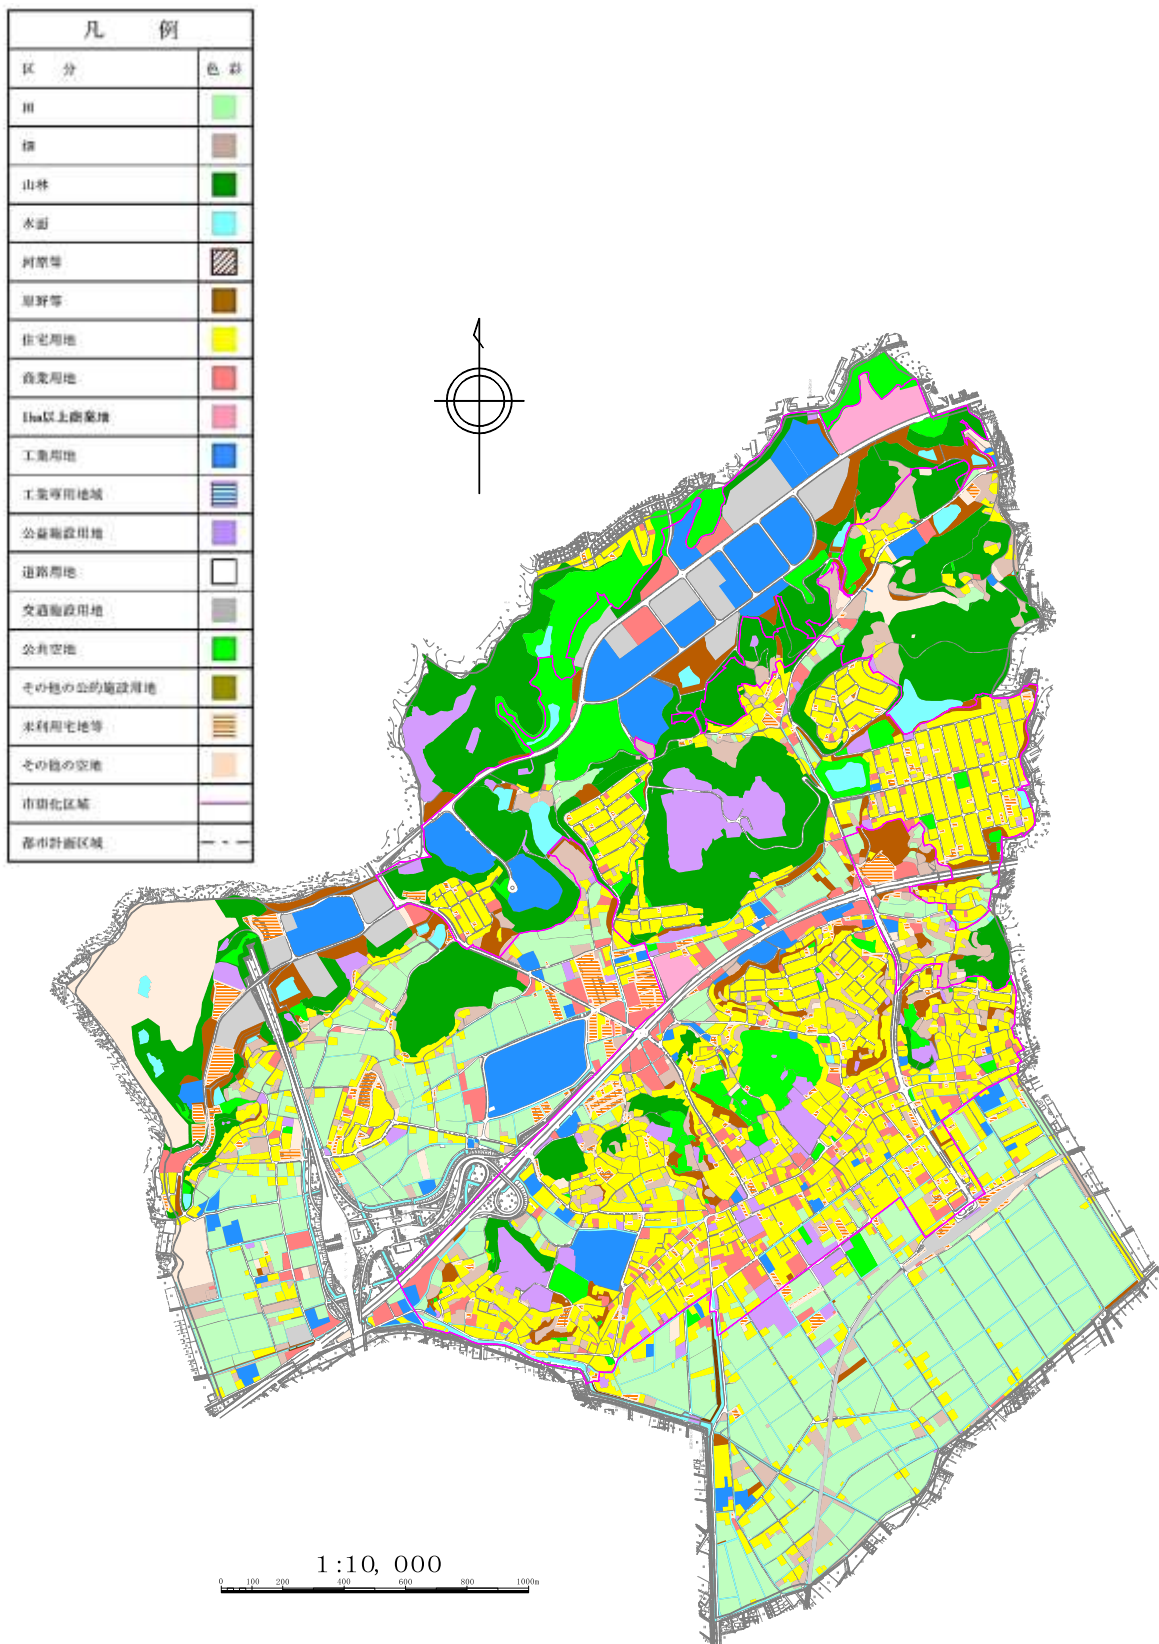 凡 例
区 分 色 彩
田
畑
山林
水面
河原等
原野等
住宅用地
商業用地
1ha以上商業地
工業用地
工業専用地域
公益施設用地
道路用地
交通施設用地
公共空地
その他の公的施設用地
未利用宅地等
その他の空地
市街化区域
都市計画区域
1:10,000
0 100 200 400 600 800 1000m